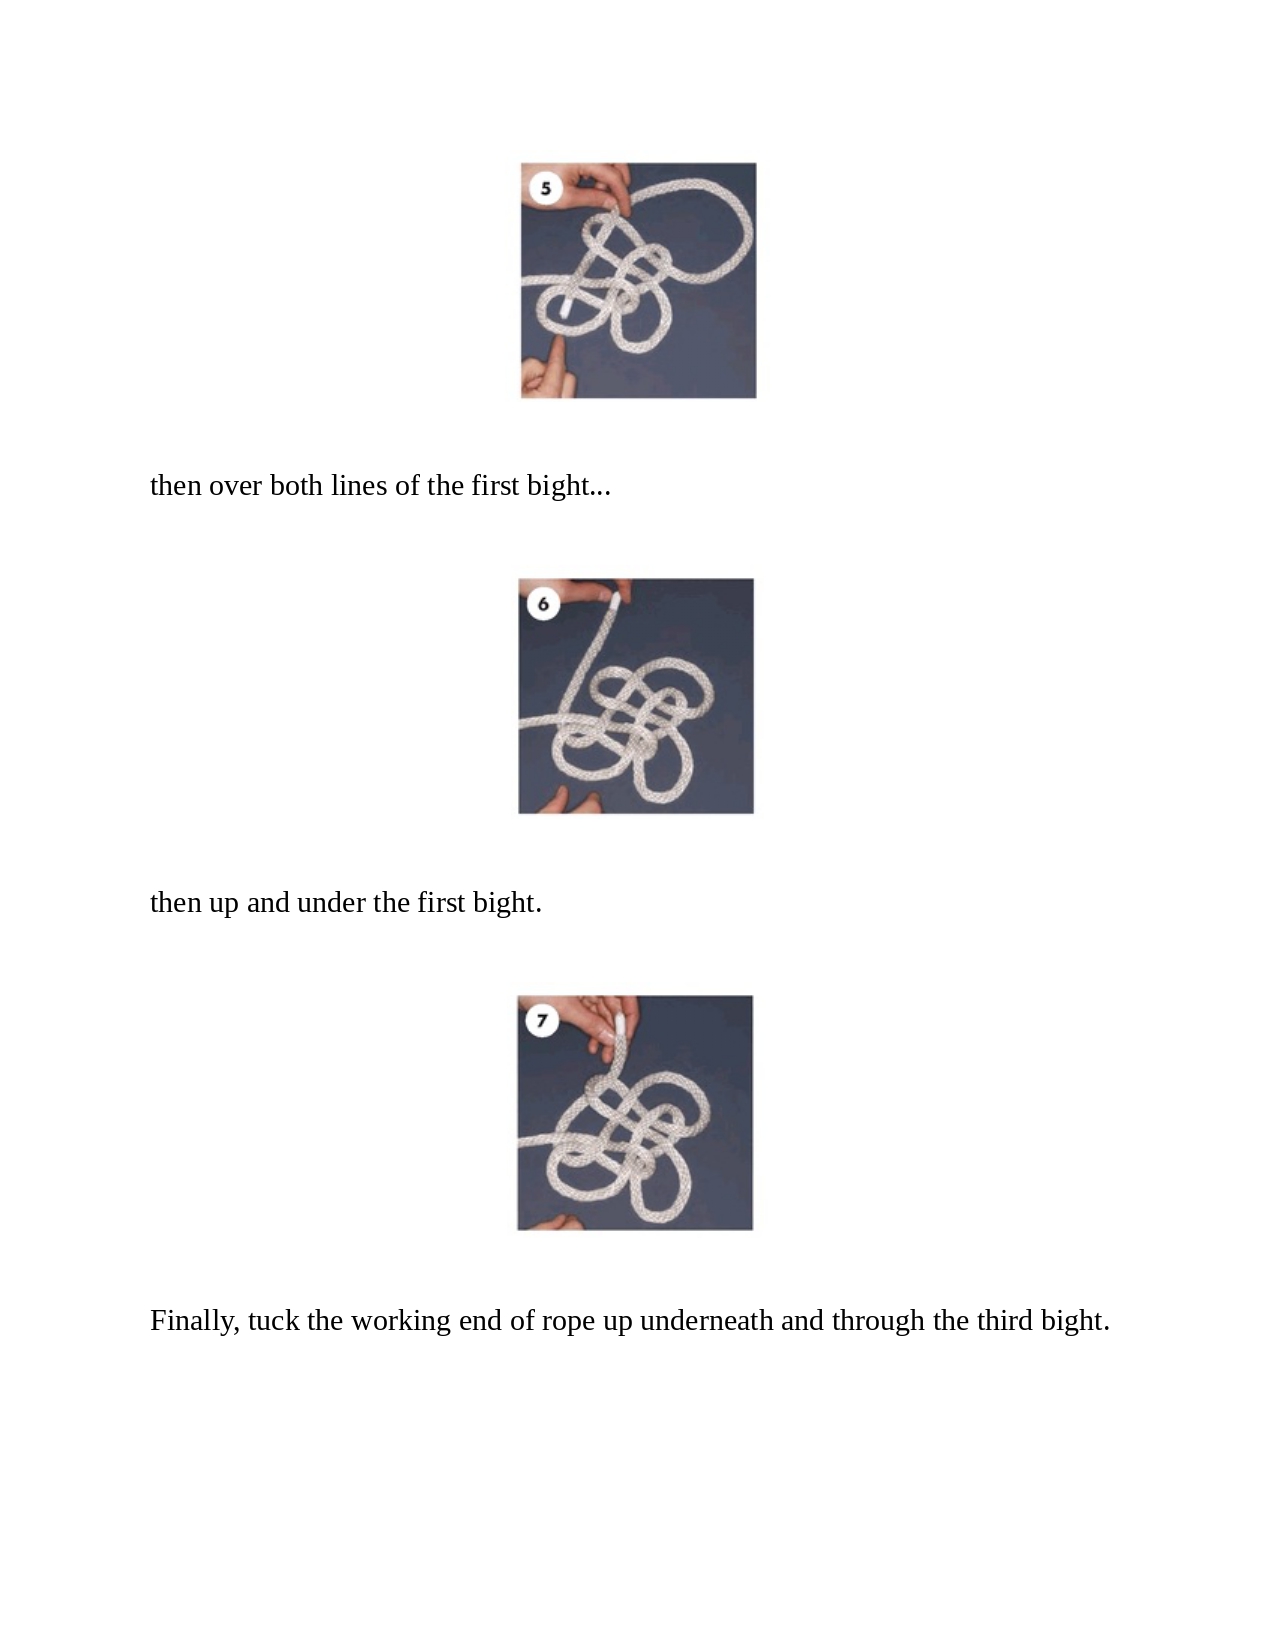 5
then over both lines of the first bight...
6
then up and under the first bight.
7
Finally, tuck the working end of rope up underneath and through the third bight.